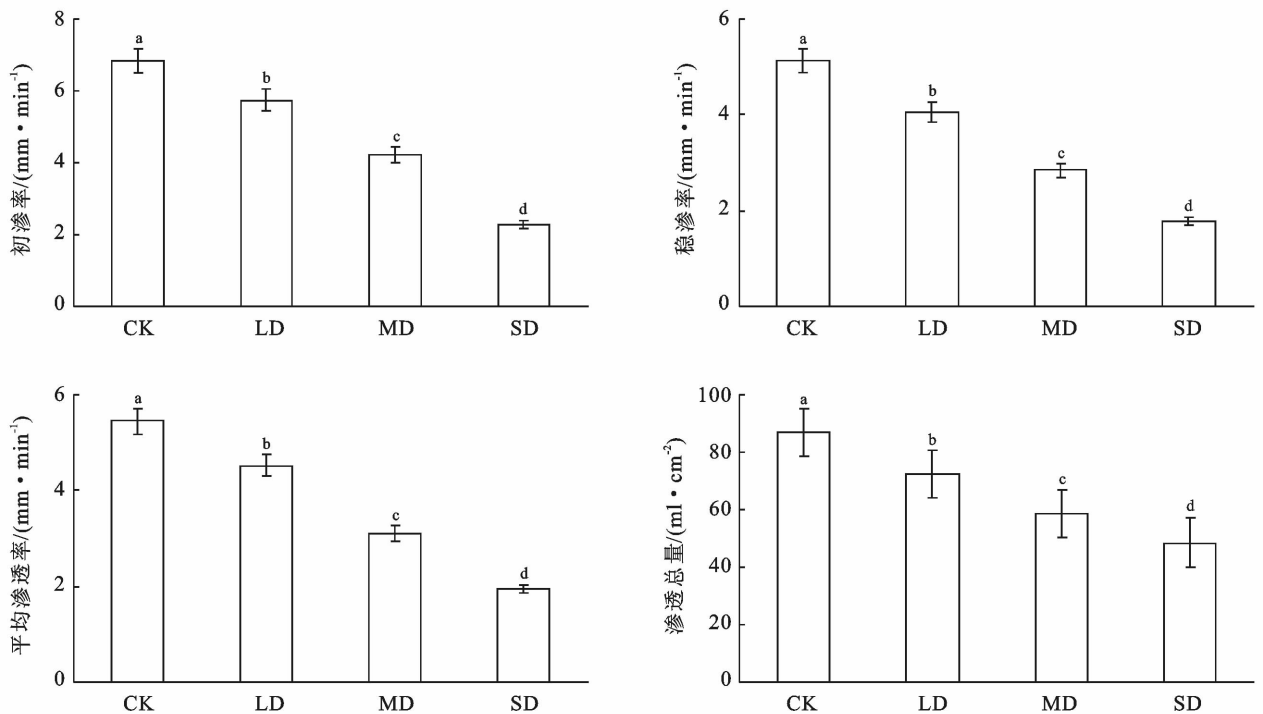 初渗率/(mm·min⁻¹)
8
6
4
2
0
a
b
c
d
CK LD MD SD
稳渗率/(mm·min⁻¹)
6
4
2
0
a
b
c
d
CK LD MD SD
平均渗透率/(mm·min⁻¹)
6
4
2
0
a
b
c
d
CK LD MD SD
渗透总量/(ml·cm⁻²)
100
80
60
40
20
0
a
b
c
d
CK LD MD SD